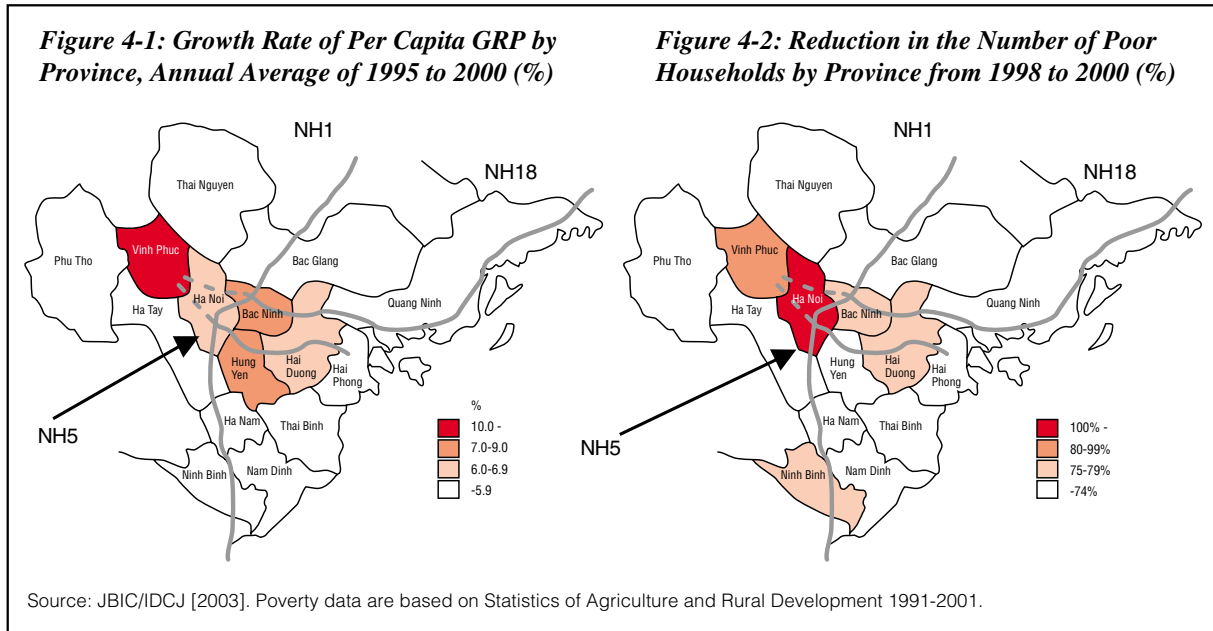 Figure 4-1: Growth Rate of Per Capita GRP by
Province, Annual Average of 1995 to 2000 (%)
NH1
NH18
Thai Nguyen
Vinh Phuc
Phu Tho
Bac Glang
Ha Noi
Quang Ninh
Ha Tay
Bac Ninh
Hung
Yen
Hai
Duong
Hai
Phong
NH5
Ha Nam
Thai Binh
Ninh Binh
Nam Dinh
%
10.0 -
7.0-9.0
6.0-6.9
-5.9
Figure 4-2: Reduction in the Number of Poor
Households by Province from 1998 to 2000 (%)
NH1
NH18
Thai Nguyen
Vinh Phuc
Phu Tho
Bac Glang
Ha Noi
Quang Ninh
Ha Tay
Bac Ninh
Hung
Yen
Hai
Duong
Hai
Phong
NH5
Ha Nam
Thai Binh
Ninh Binh
Nam Dinh
100% -
80-99%
75-79%
-74%
Source: JBIC/IDCJ [2003]. Poverty data are based on Statistics of Agriculture and Rural Development 1991-2001.